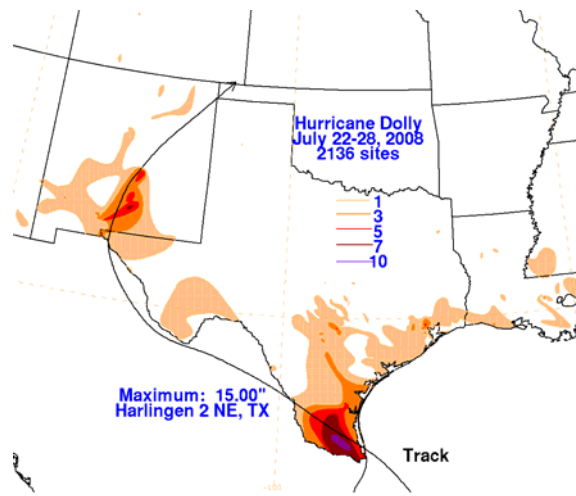 Hurricane Dolly
July 22-28, 2008
2136 sites
1
3
5
7
10
Maximum: 15.00"
Harlingen 2 NE, TX
Track
-100